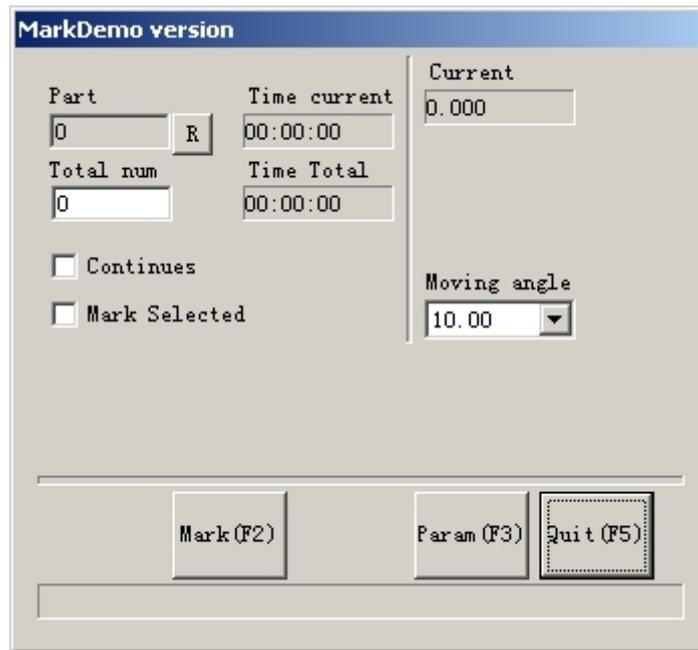 MarkDemo version
Part
0
R
Total num
0
Time current
00:00:00
Time Total
00:00:00
Continues
Mark Selected
Current
0.000
Moving angle
10.00
Mark(F2)
Param(F3)
Quit(F5)